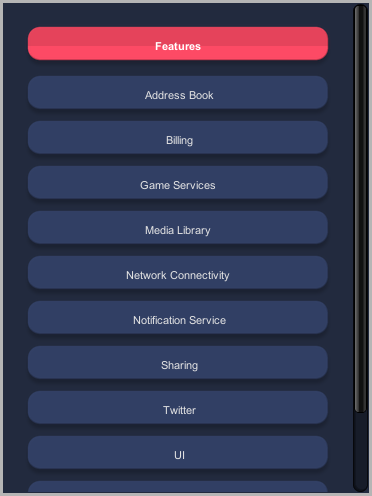 Features
Address Book
Billing
Game Services
Media Library
Network Connectivity
Notification Service
Sharing
Twitter
UI